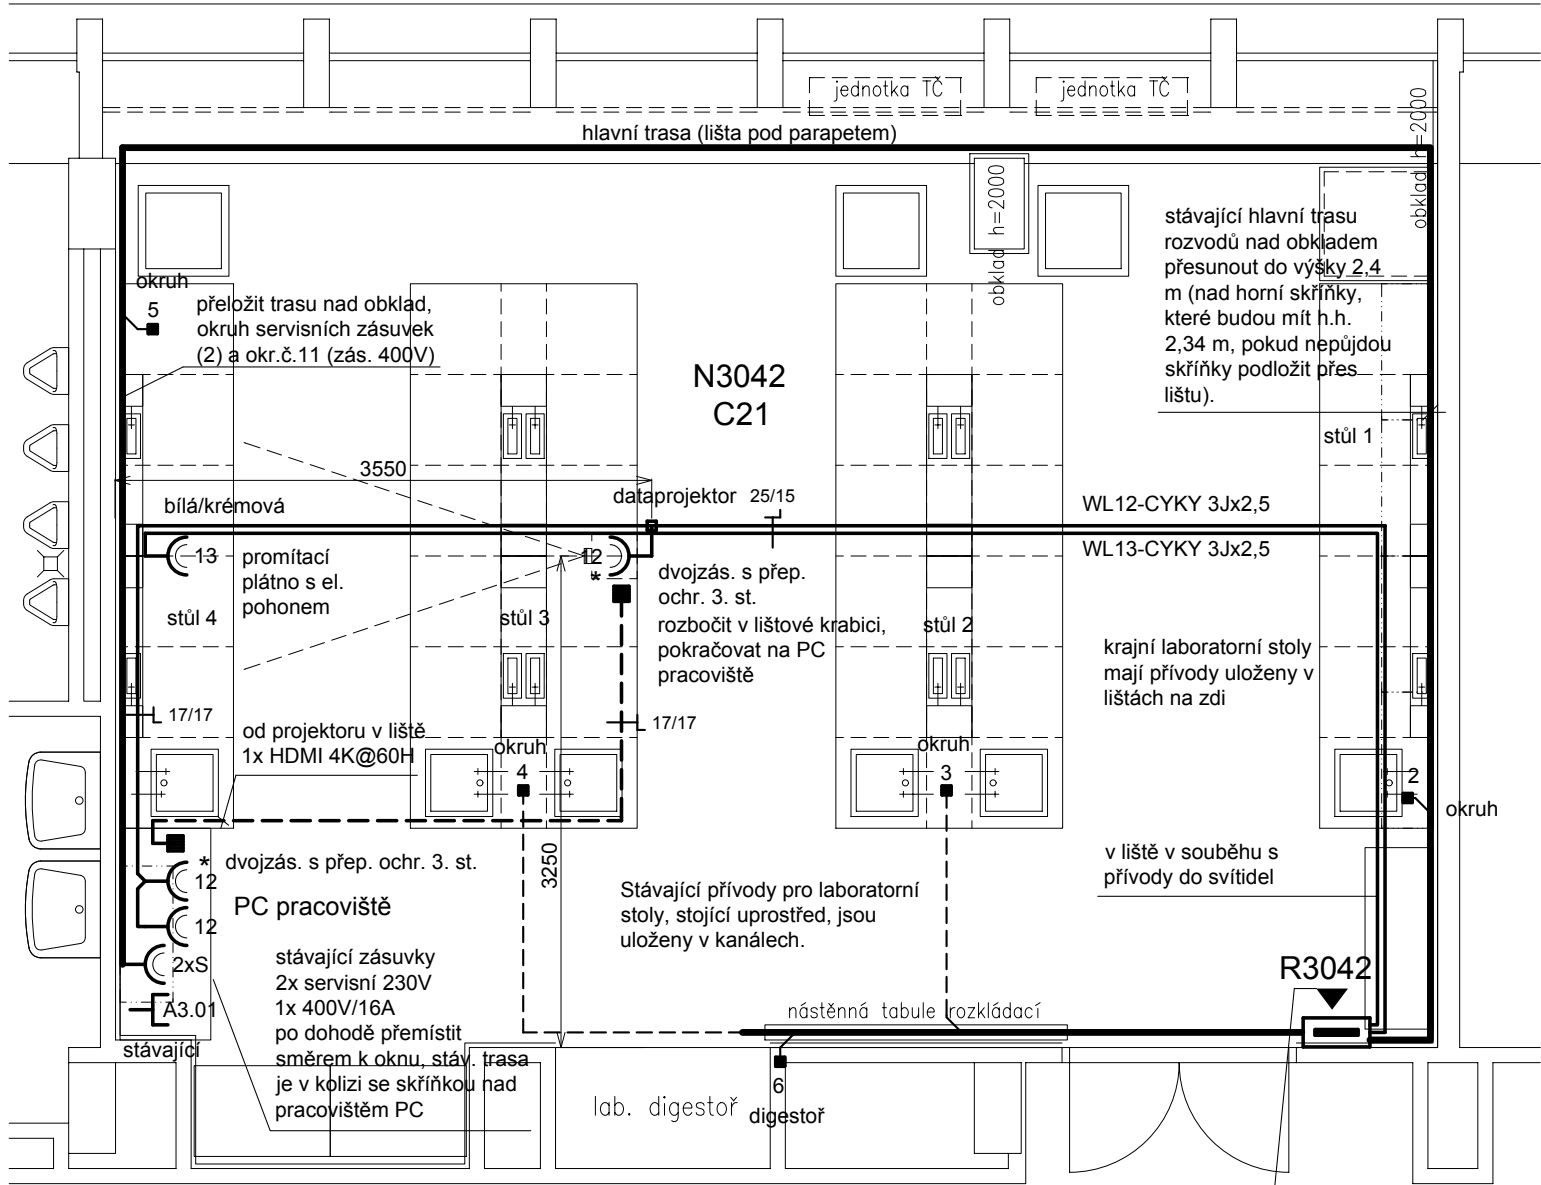 jednotka TČ
jednotka TČ
hlavní trasa (lišta pod parapetem)
obklad h=2000
obklad h=2000
stávající hlavní trasu
rozvodů nad obkladem
přesunout do výšky 2,4
m (nad horní skříňky,
které budou mít h.h.
2,34 m, pokud nepůjdou
skříňky podložit přes
lištu).
okruh
5
přeložit trasu nad obklad,
okruh servisních zásuvek
(2) a okr.č.11 (zás. 400V)
N3042
C21
stůl 1
3550
bílá/krémová
dataprojektor
25/15
WL12-CYKY 3Jx2,5
WL13-CYKY 3Jx2,5
13
promítací
plátno s el.
pohonem
12
*
dvojzás. s přep.
ochr. 3. st.
rozbočit v lištové krabici,
pokračovat na PC
pracoviště
stůl 4
stůl 3
stůl 2
krajní laboratorní stoly
mají přívody uloženy v
lištách na zdi
17/17
17/17
od projektoru v liště
1x HDMI 4K@60H
okruh
4
okruh
3
2
okruh
3250
* dvojzás. s přep. ochr. 3. st.
12
PC pracoviště
12
2xS
A3.01
stávající
stávající zásuvky
2x servisní 230V
1x 400V/16A
po dohodě přemístit
směrem k oknu, stáv. trasa
je v kolizi se skříňkou nad
pracovištěm PC
Stávající přívody pro laboratorní
stoly, stojící uprostřed, jsou
uloženy v kanálech.
v liště v souběhu s
přívody do svítidel
R3042
nástěnná tabule rozkládací
6
digestoř
lab. digestoř